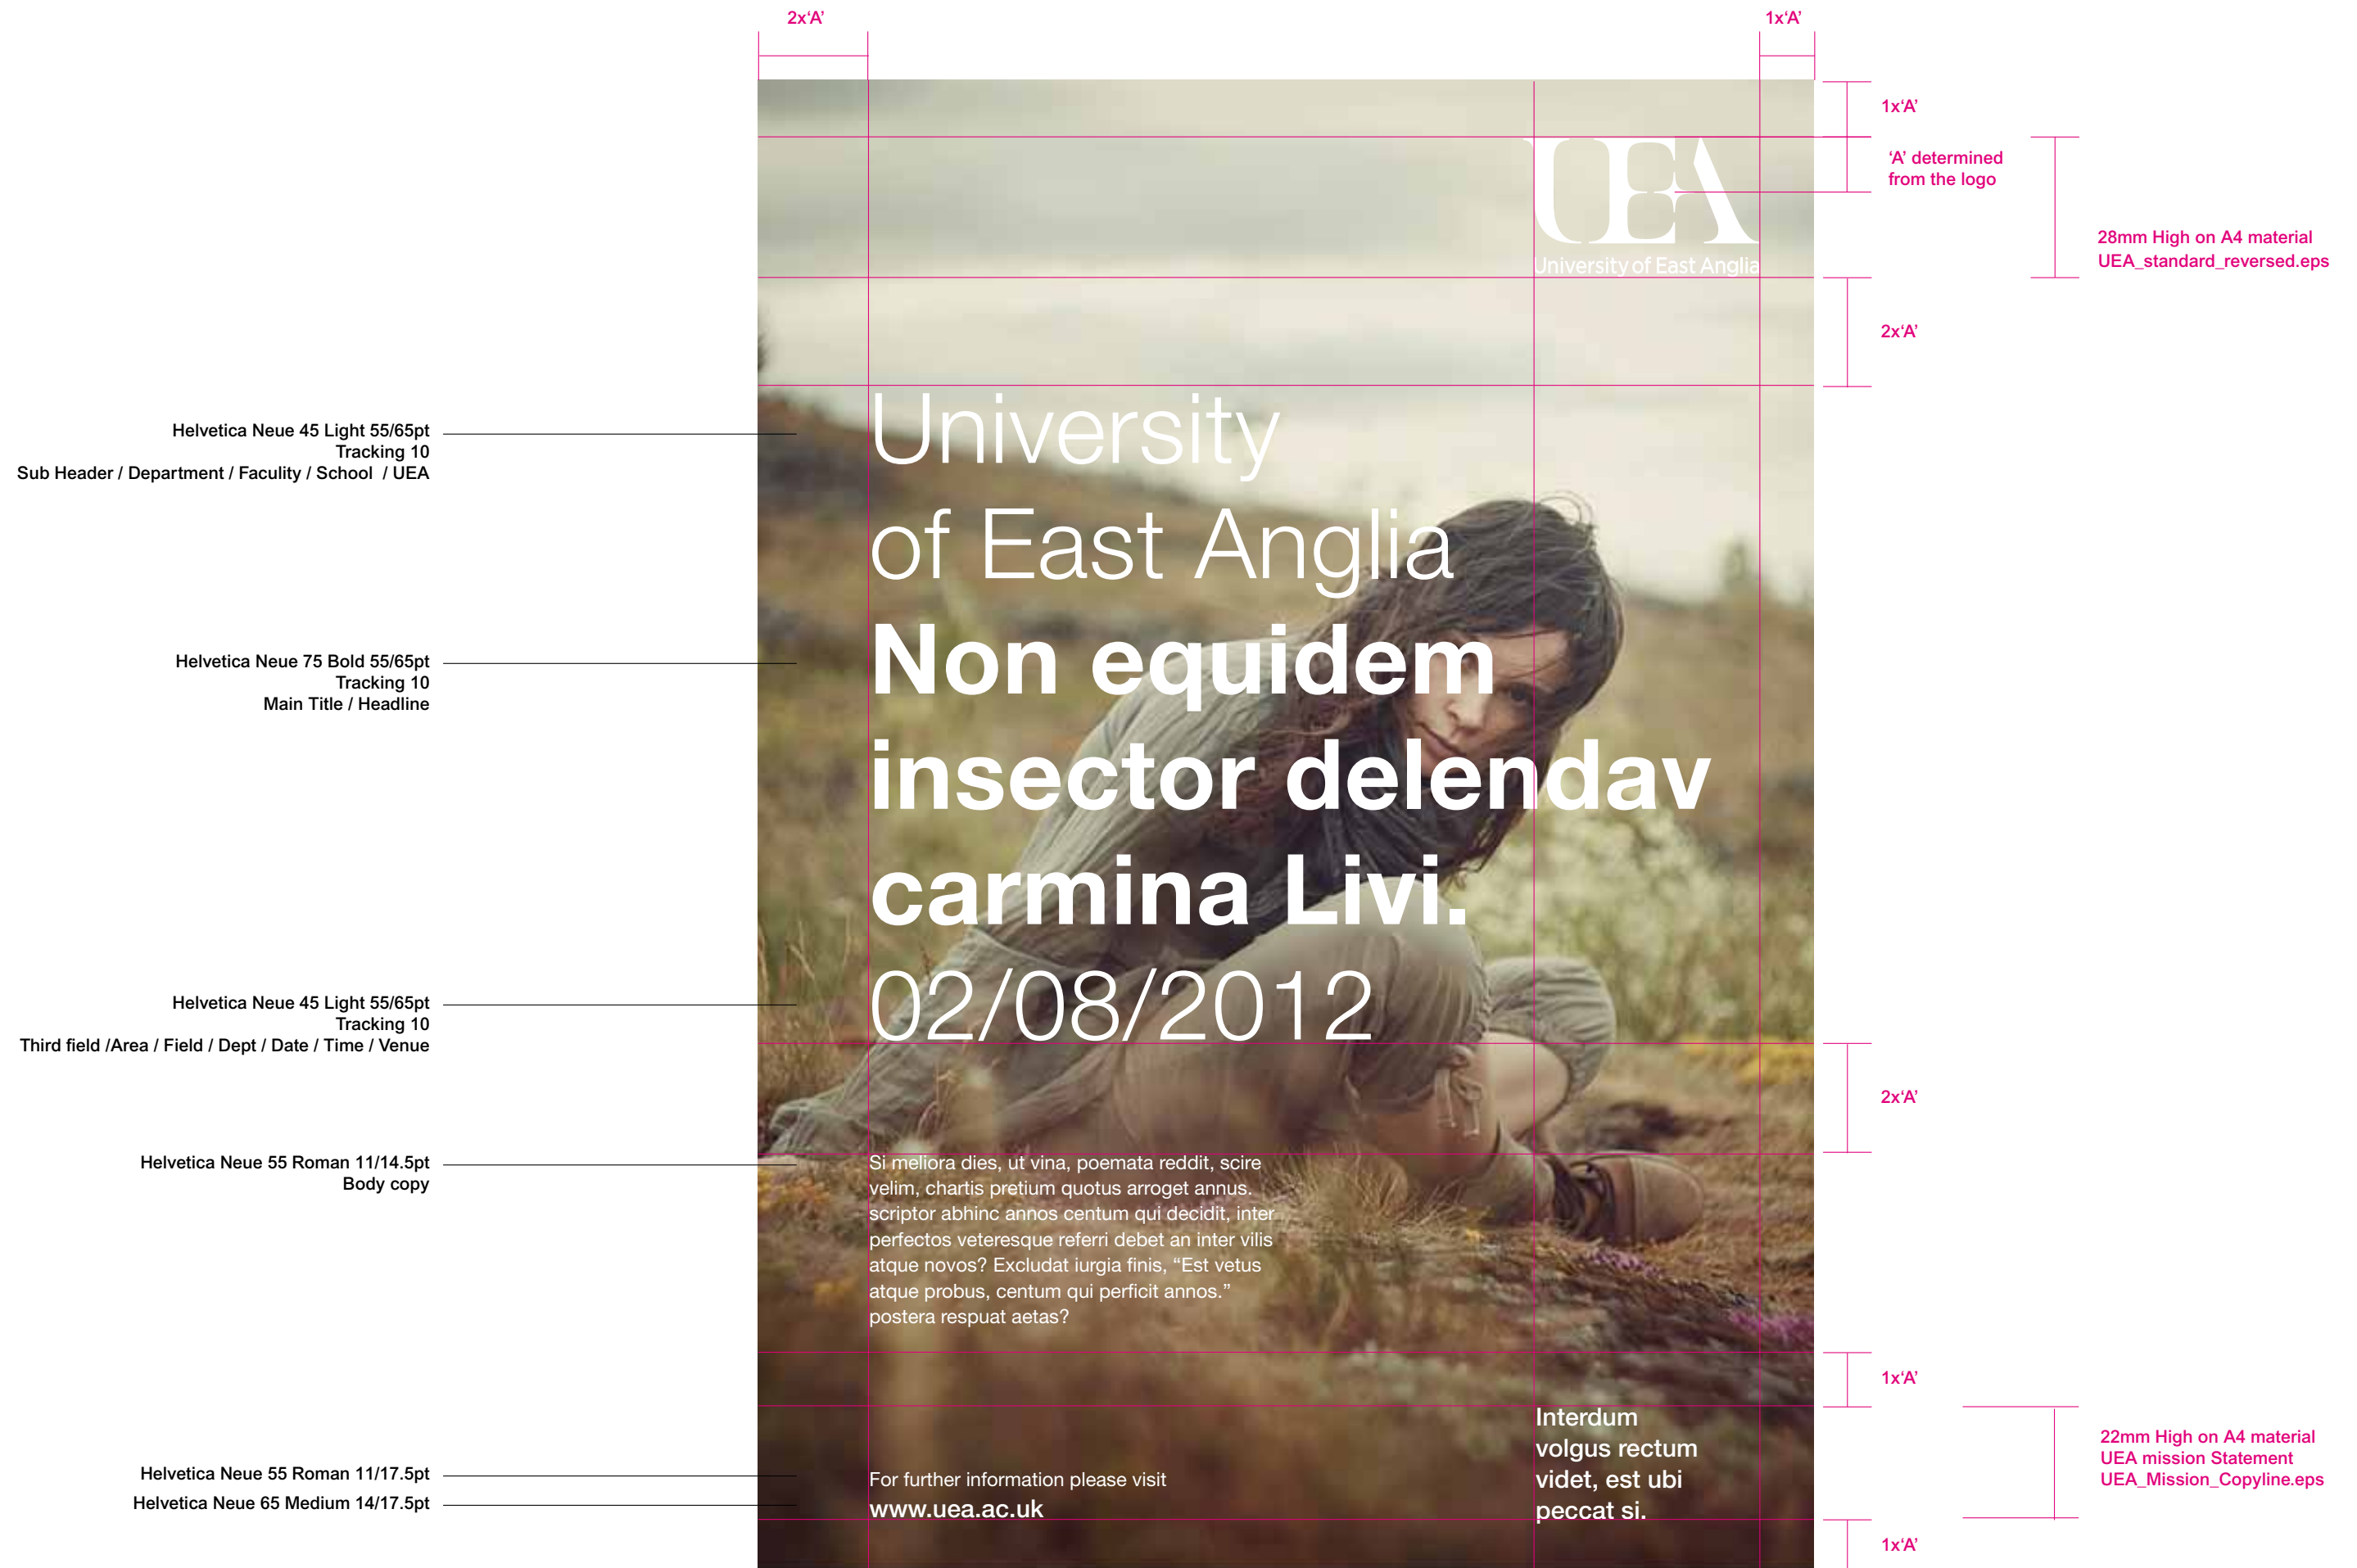 2x‘A’
1x‘A’
1x‘A’
‘A’ determined
from the logo
UEA
University of East Anglia
28mm High on A4 material
UEA_standard_reversed.eps
2x‘A’
Helvetica Neue 45 Light 55/65pt
Tracking 10
Sub Header / Department / Faculity / School / UEA
University
of East Anglia
Helvetica Neue 75 Bold 55/65pt
Tracking 10
Main Title / Headline
Non equidem
insector delendav
carmina Livi.
Helvetica Neue 45 Light 55/65pt
Tracking 10
Third field /Area / Field / Dept / Date / Time / Venue
02/08/2012
2x‘A’
Helvetica Neue 55 Roman 11/14.5pt
Body copy
Si meliora dies, ut vina, poemata reddit, scire
velim, chartis pretium quotus arroget annus.
scriptor abhinc annos centum qui decidit, inter
perfectos veteresque referri debet an inter vilis
atque novos? Excludat iurgia finis, “Est vetus
atque probus, centum qui perficit annos.”
postera respuat aetas?
1x‘A’
Helvetica Neue 55 Roman 11/17.5pt
Helvetica Neue 65 Medium 14/17.5pt
For further information please visit
www.uea.ac.uk
Interdum
volgus rectum
videt, est ubi
peccat si.
22mm High on A4 material
UEA mission Statement
UEA_Mission_Copyline.eps
1x‘A’